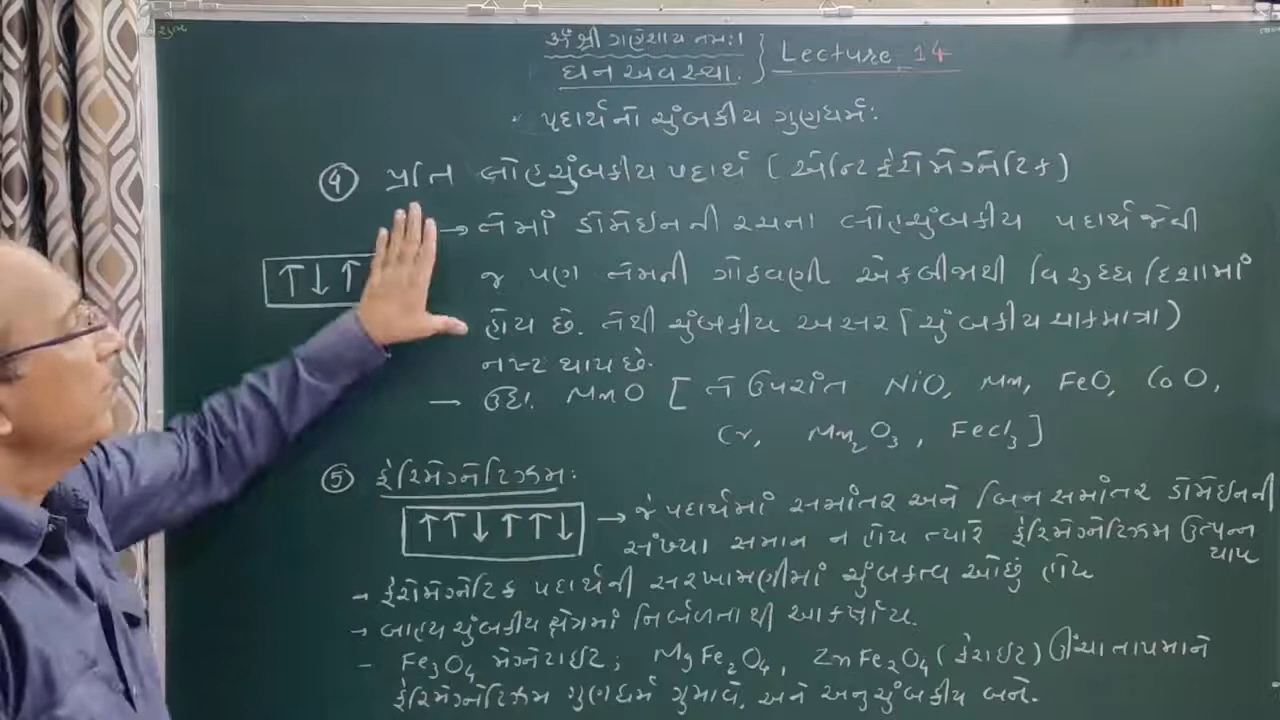 ૐ શ્રી ગણેશાય નમઃ।
ઘન અવસ્થા. } Lecture 14
પદાર્થનો ચુંબકીય ગુણધર્મ:
④ પ્રતિ લોહચુંબકીય પદાર્થ (એન્ટિ ફેરોમેગ્નેટિક)
→ તેમાં ડોમેઇનની રચના લોહચુંબકીય પદાર્થ જેવી
↑↓↑ જ પણ તેમની ગોઠવણી એકબીજાથી વિરુદ્ધ દિશામાં
હોય છે. તેથી ચુંબકીય અસર (ચુંબકીય ચાકમાત્રા)
નષ્ટ થાય છે.
— ઉદા. MnO [ તે ઉપરાંત NiO, Mn, FeO, CoO,
Cr, Mn₂O₃, FeCl₃ ]
⑤ ફેરિમેગ્નેટિઝમ:
↑↑↓↑↑↓ → જે પદાર્થમાં સમાંતર અને બિન સમાંતર ડોમેઇનની
સંખ્યા સમાન ન હોય ત્યારે ફેરિમેગ્નેટિઝમ ઉત્પન્ન
થાય
→ ફેરોમેગ્નેટિક પદાર્થની સરખામણીમાં ચુંબકત્વ ઓછું હોય
→ બાહ્ય ચુંબકીય ક્ષેત્રમાં નિર્બળતાથી આકર્ષાય.
— Fe₃O₄ મેગ્નેટાઇટ; MgFe₂O₄, ZnFe₂O₄ (ફેરાઇટ) ઊંચા તાપમાને
ફેરિમેગ્નેટિઝમ ગુણધર્મ ગુમાવે, અને અનુચુંબકીય બને.